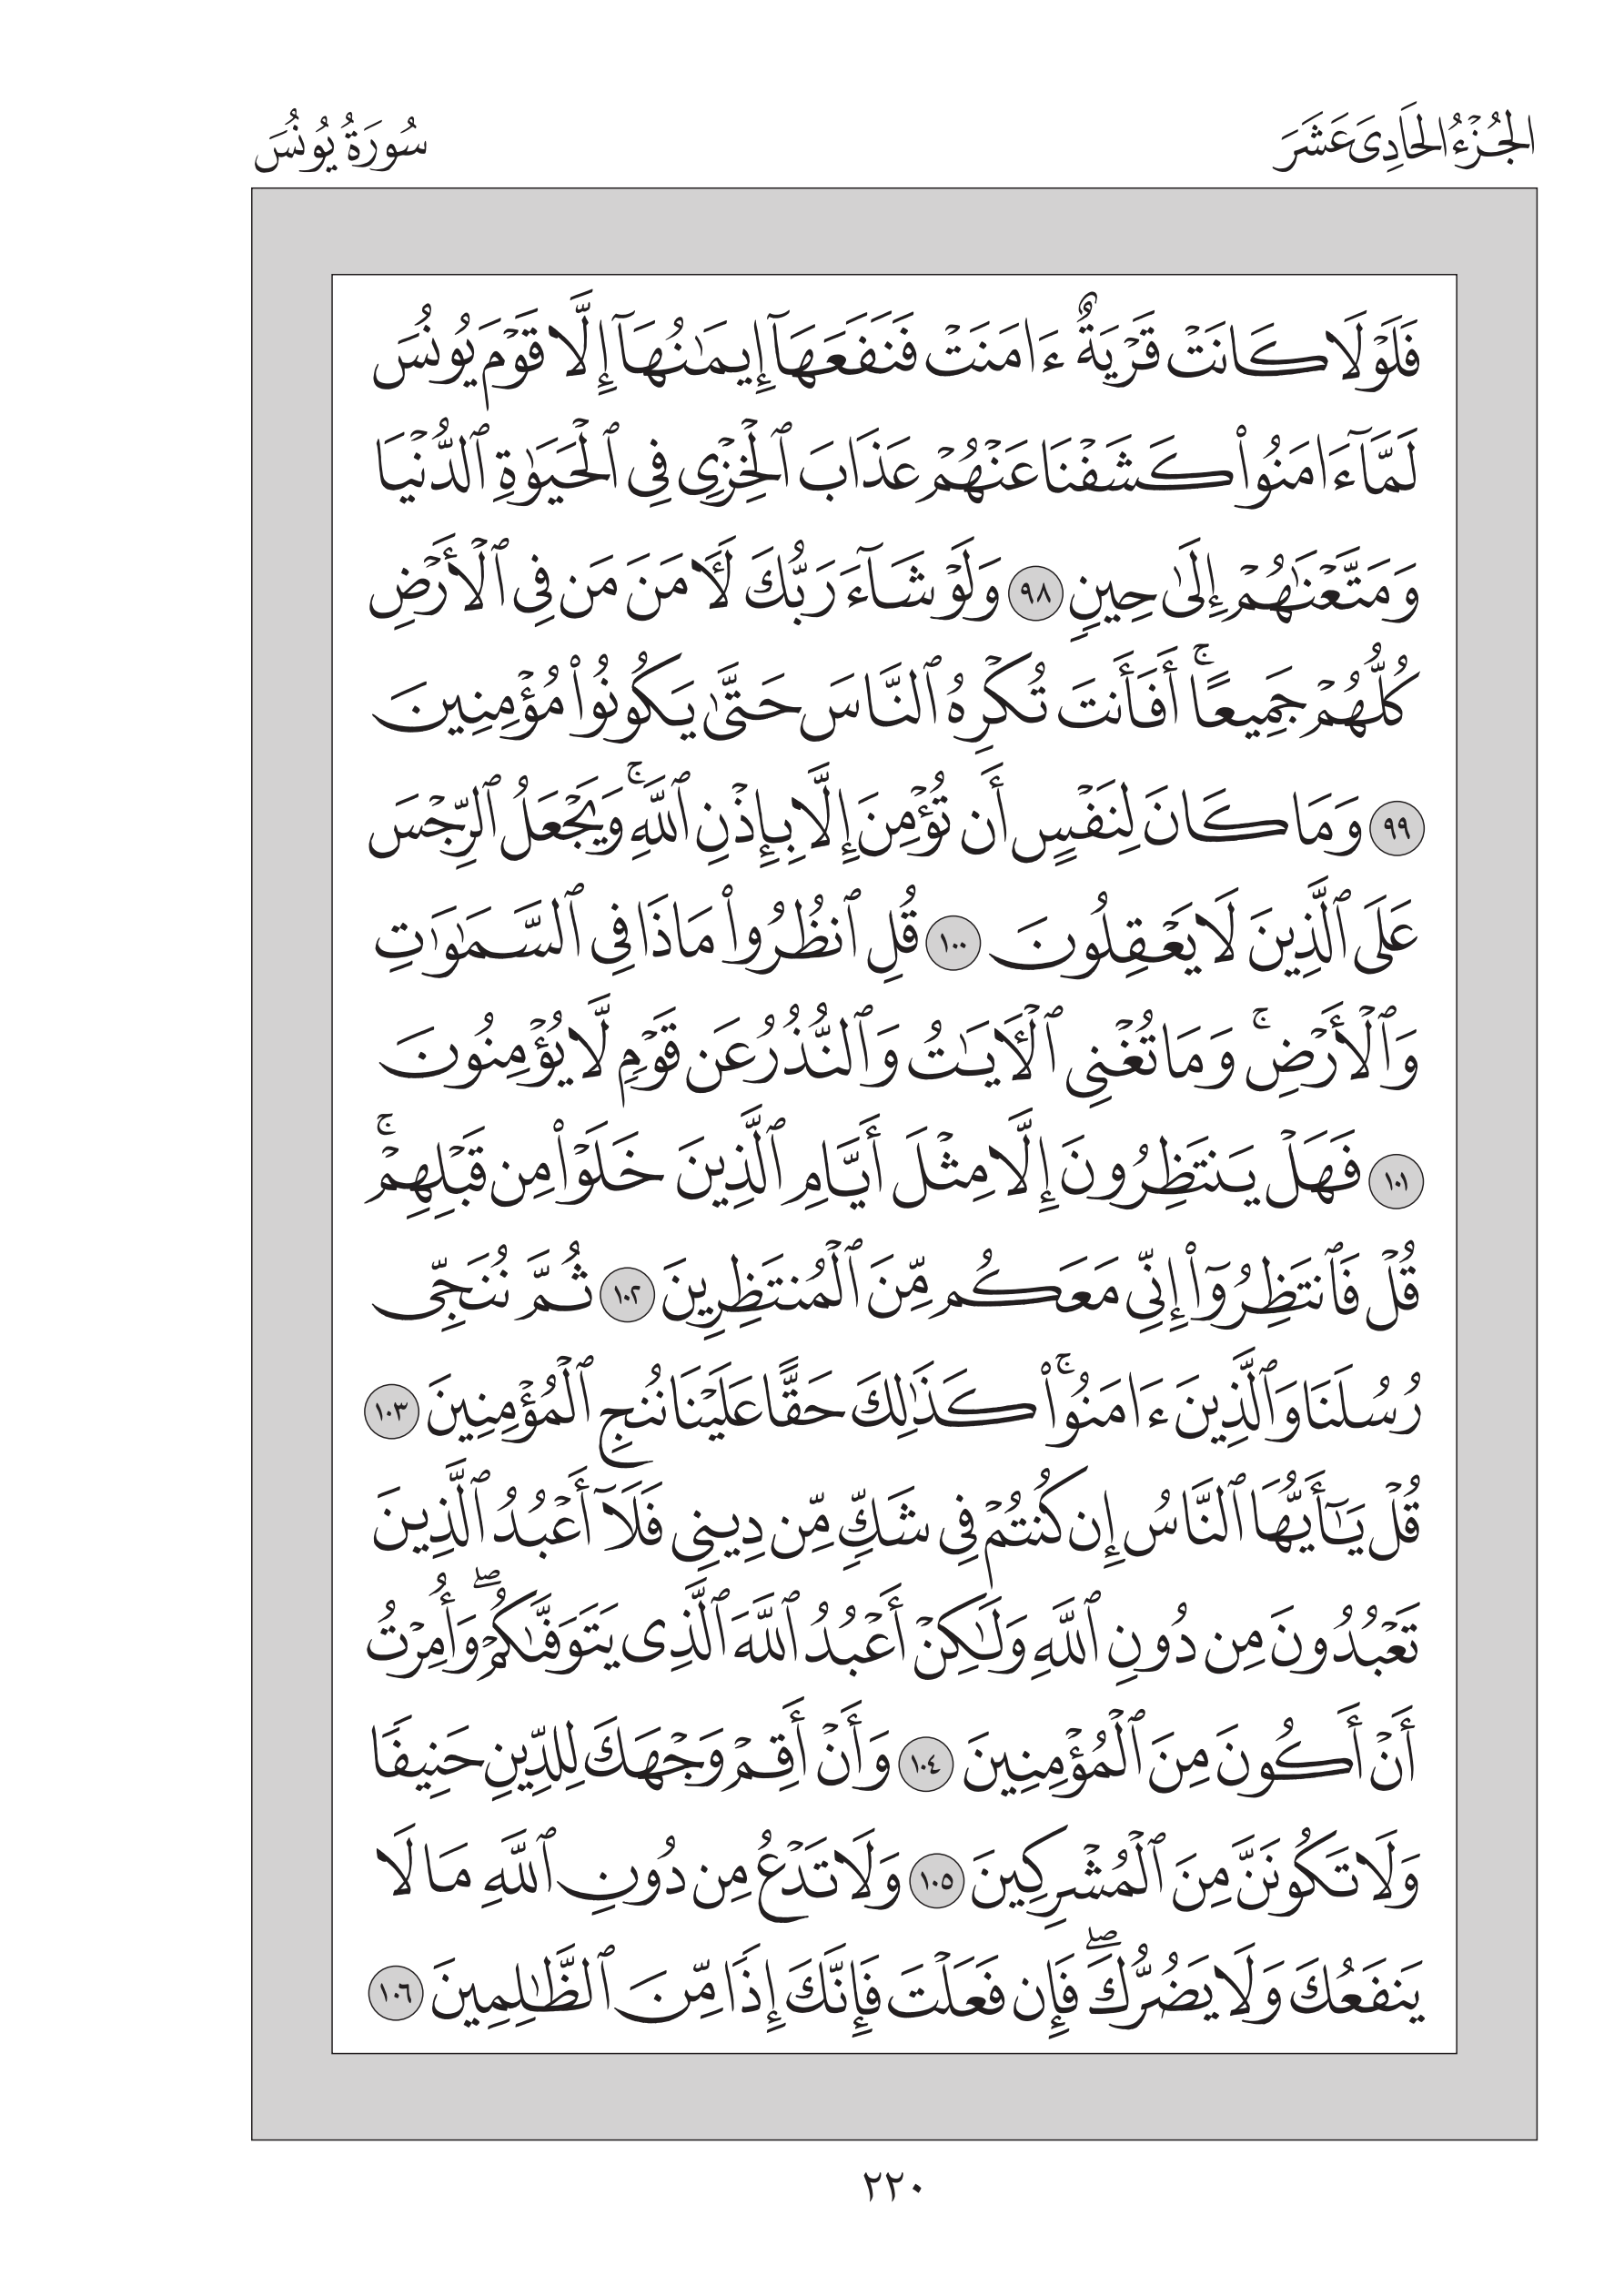 الجُزْءُ الحَادِى عَشَرَ
سُورَةُ يُونُسَ
فَلَوْلَا كَانَتْ قَرْيَةٌ ءَامَنَتْ فَنَفَعَهَآ إِيمَٰنُهَآ إِلَّا قَوْمَ يُونُسَ
لَمَّآ ءَامَنُوا۟ كَشَفْنَا عَنْهُمْ عَذَابَ ٱلْخِزْىِ فِى ٱلْحَيَوٰةِ ٱلدُّنْيَا
وَمَتَّعْنَٰهُمْ إِلَىٰ حِينٍ ٩٨ وَلَوْ شَآءَ رَبُّكَ لَءَامَنَ مَن فِى ٱلْأَرْضِ
كُلُّهُمْ جَمِيعًا ۚ أَفَأَنتَ تُكْرِهُ ٱلنَّاسَ حَتَّىٰ يَكُونُوا۟ مُؤْمِنِينَ
٩٩ وَمَا كَانَ لِنَفْسٍ أَن تُؤْمِنَ إِلَّا بِإِذْنِ ٱللَّهِ ۚ وَيَجْعَلُ ٱلرِّجْسَ
عَلَى ٱلَّذِينَ لَا يَعْقِلُونَ ١٠٠ قُلِ ٱنظُرُوا۟ مَاذَا فِى ٱلسَّمَٰوَٰتِ
وَٱلْأَرْضِ ۚ وَمَا تُغْنِى ٱلْءَايَٰتُ وَٱلنُّذُرُ عَن قَوْمٍ لَّا يُؤْمِنُونَ
١٠١ فَهَلْ يَنتَظِرُونَ إِلَّا مِثْلَ أَيَّامِ ٱلَّذِينَ خَلَوْا۟ مِن قَبْلِهِمْ ۚ
قُلْ فَٱنتَظِرُوٓا۟ إِنِّى مَعَكُم مِّنَ ٱلْمُنتَظِرِينَ ١٠٢ ثُمَّ نُنَجِّى
رُسُلَنَا وَٱلَّذِينَ ءَامَنُوا۟ ۚ كَذَٰلِكَ حَقًّا عَلَيْنَا نُنجِ ٱلْمُؤْمِنِينَ ١٠٣
قُلْ يَٰٓأَيُّهَا ٱلنَّاسُ إِن كُنتُمْ فِى شَكٍّ مِّن دِينِى فَلَآ أَعْبُدُ ٱلَّذِينَ
تَعْبُدُونَ مِن دُونِ ٱللَّهِ وَلَٰكِنْ أَعْبُدُ ٱللَّهَ ٱلَّذِى يَتَوَفَّىٰكُمْ ۖ وَأُمِرْتُ
أَنْ أَكُونَ مِنَ ٱلْمُؤْمِنِينَ ١٠٤ وَأَنْ أَقِمْ وَجْهَكَ لِلدِّينِ حَنِيفًا
وَلَا تَكُونَنَّ مِنَ ٱلْمُشْرِكِينَ ١٠٥ وَلَا تَدْعُ مِن دُونِ ٱللَّهِ مَا لَا
يَنفَعُكَ وَلَا يَضُرُّكَ ۖ فَإِن فَعَلْتَ فَإِنَّكَ إِذًا مِّنَ ٱلظَّٰلِمِينَ ١٠٦
٢٢٠